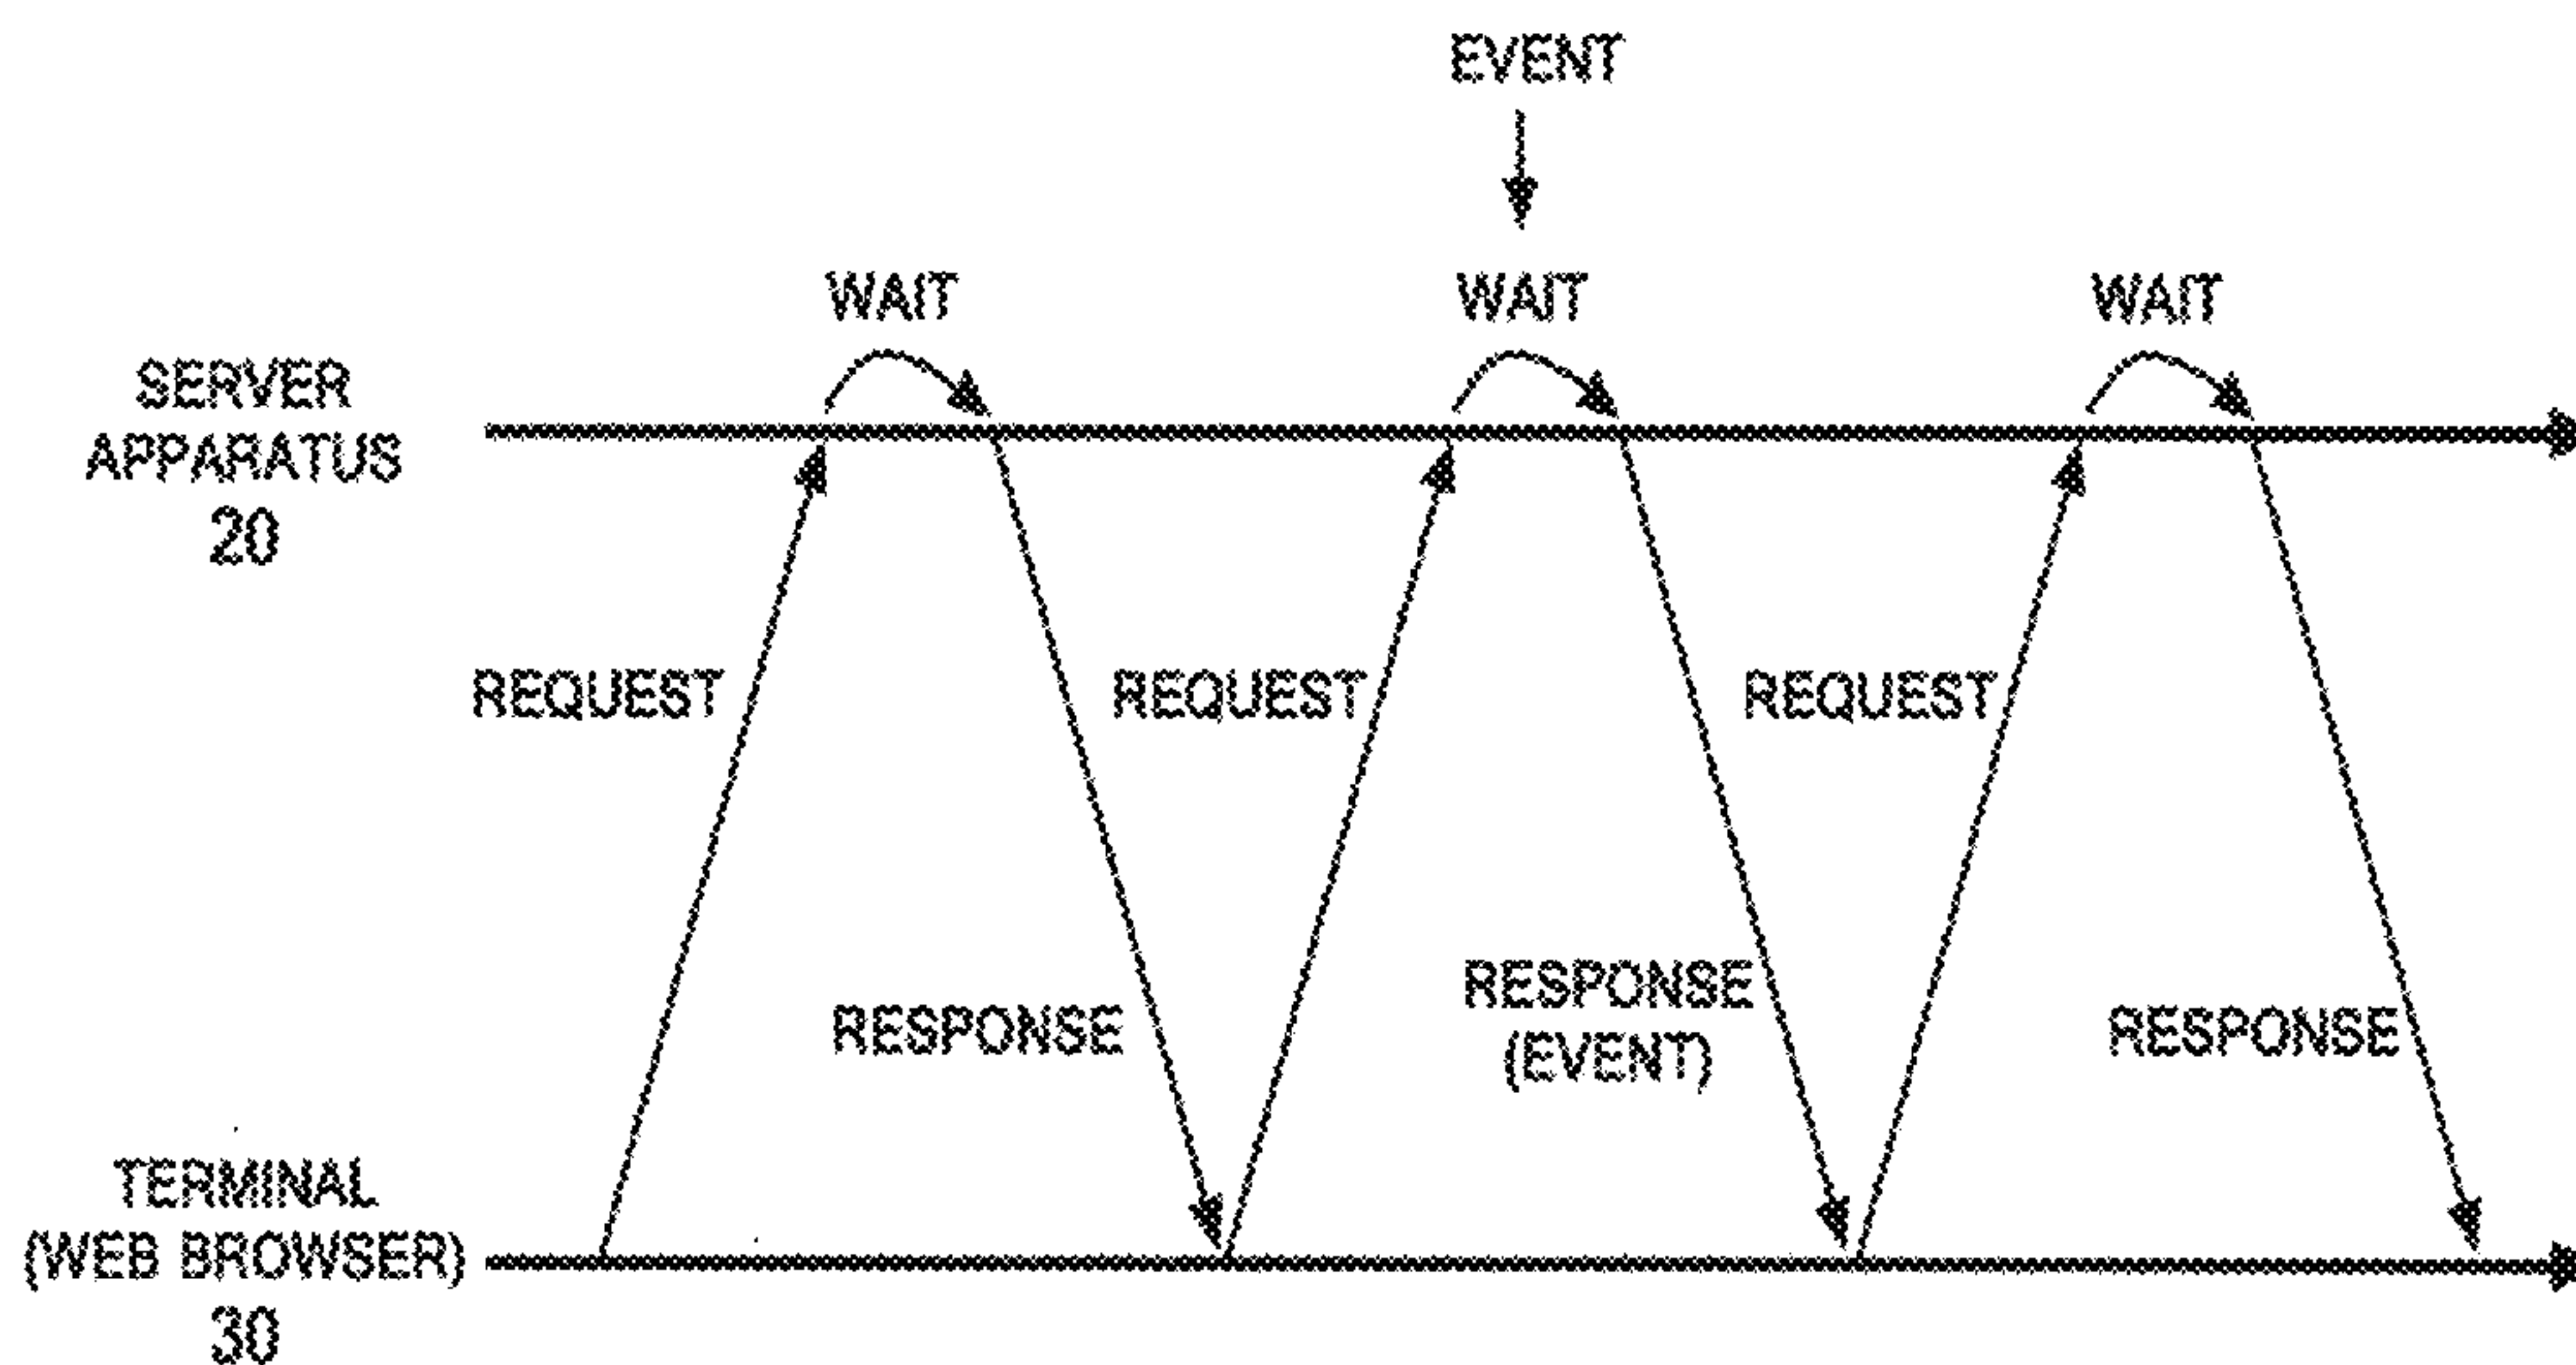 EVENT
WAIT WAIT WAIT
SERVER
APPARATUS
20
REQUEST REQUEST REQUEST
RESPONSE
(EVENT)
RESPONSE RESPONSE
TERMINAL
(WEB BROWSER)
30